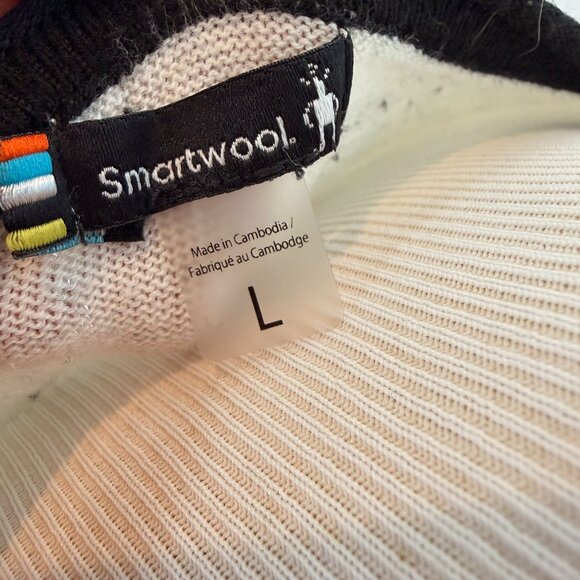 Smartwool.
Made in Cambodia /
Fabriqué au Cambodge
L